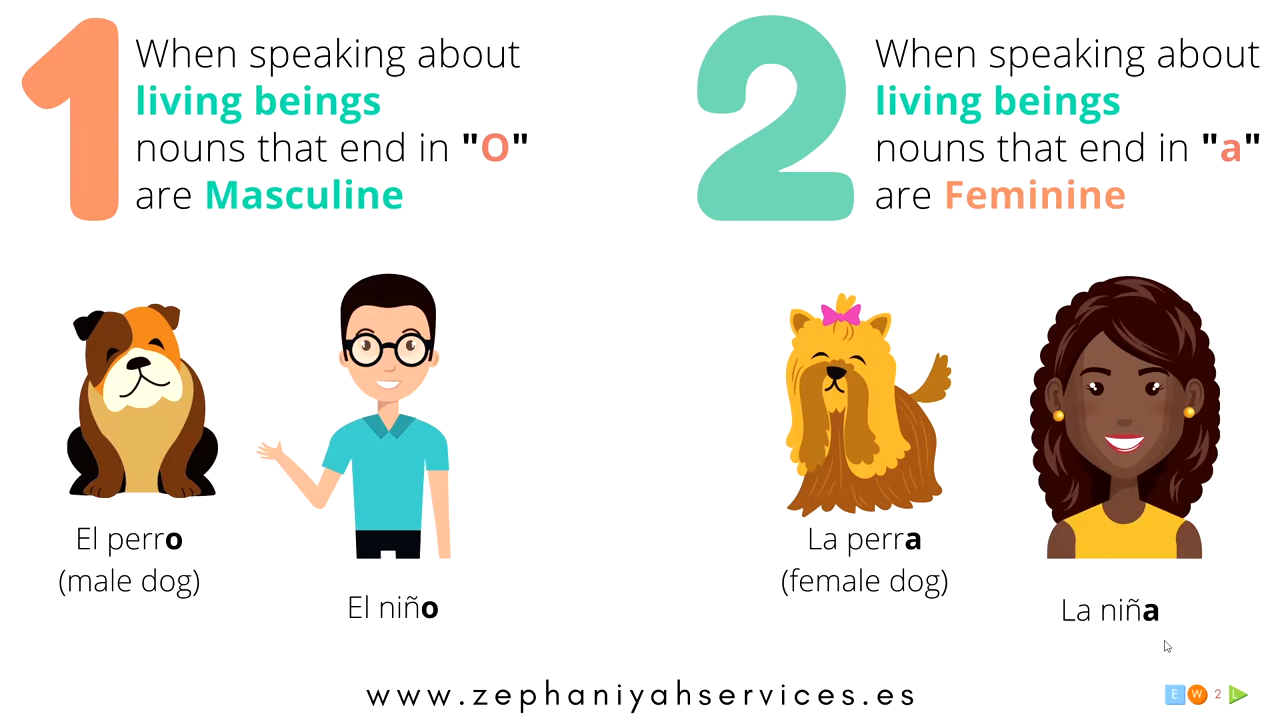 1
When speaking about
living beings
nouns that end in "O"
are Masculine
2
When speaking about
living beings
nouns that end in "a"
are Feminine
El perro
(male dog)
El niño
La perra
(female dog)
La niña
www.zephaniyahservices.es
E W 2 L